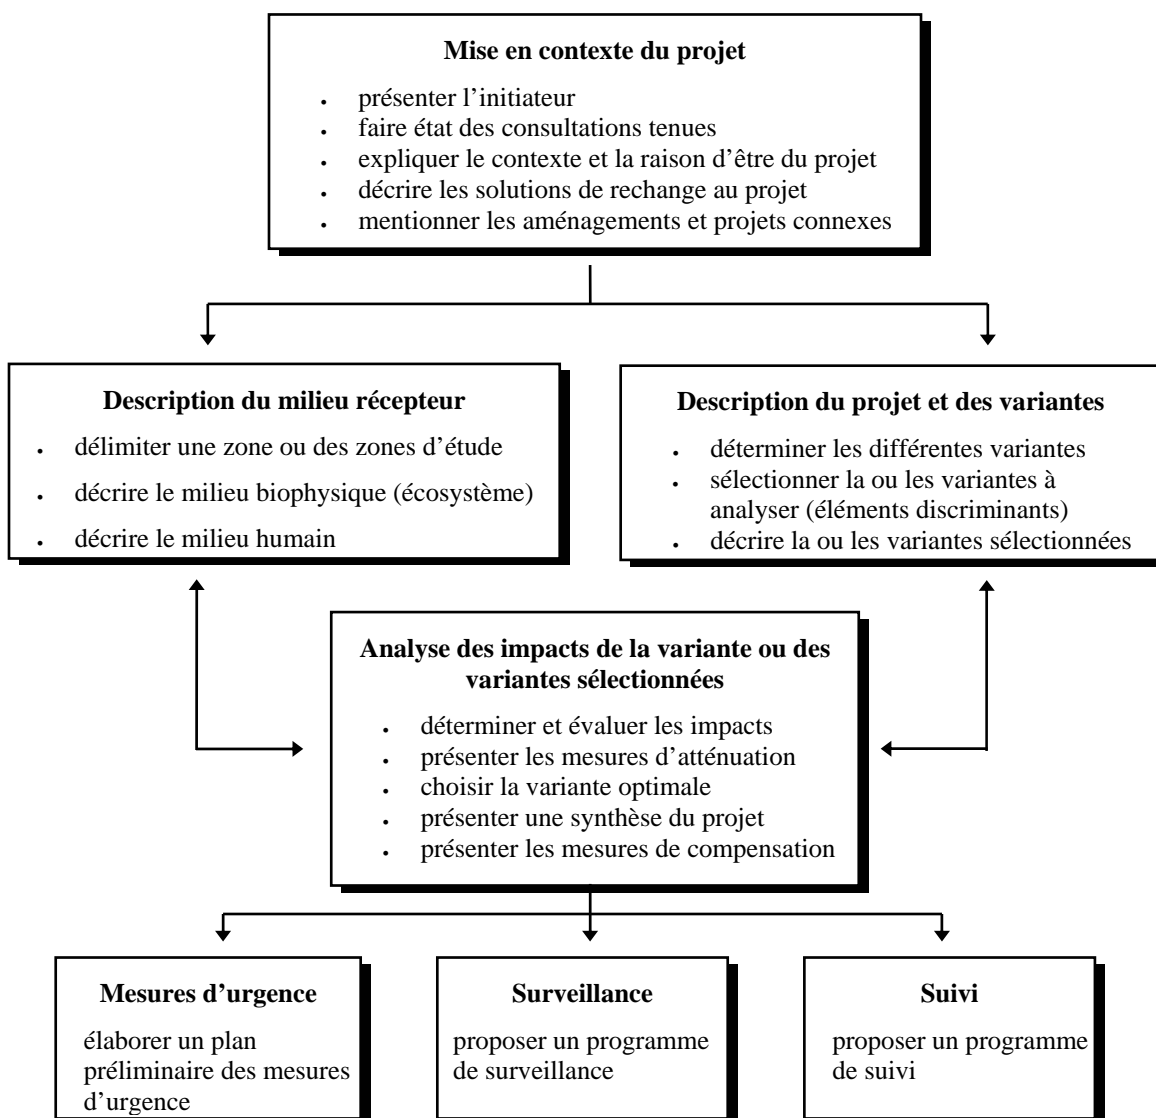 Mise en contexte du projet
• présenter l’initiateur
• faire état des consultations tenues
• expliquer le contexte et la raison d’être du projet
• décrire les solutions de rechange au projet
• mentionner les aménagements et projets connexes
Description du milieu récepteur
• délimiter une zone ou des zones d’étude
• décrire le milieu biophysique (écosystème)
• décrire le milieu humain
Description du projet et des variantes
• déterminer les différentes variantes
• sélectionner la ou les variantes à
analyser (éléments discriminants)
• décrire la ou les variantes sélectionnées
Analyse des impacts de la variante ou des
variantes sélectionnées
• déterminer et évaluer les impacts
• présenter les mesures d’atténuation
• choisir la variante optimale
• présenter une synthèse du projet
• présenter les mesures de compensation
Mesures d’urgence
élaborer un plan
préliminaire des mesures
d’urgence
Surveillance
proposer un programme
de surveillance
Suivi
proposer un programme
de suivi